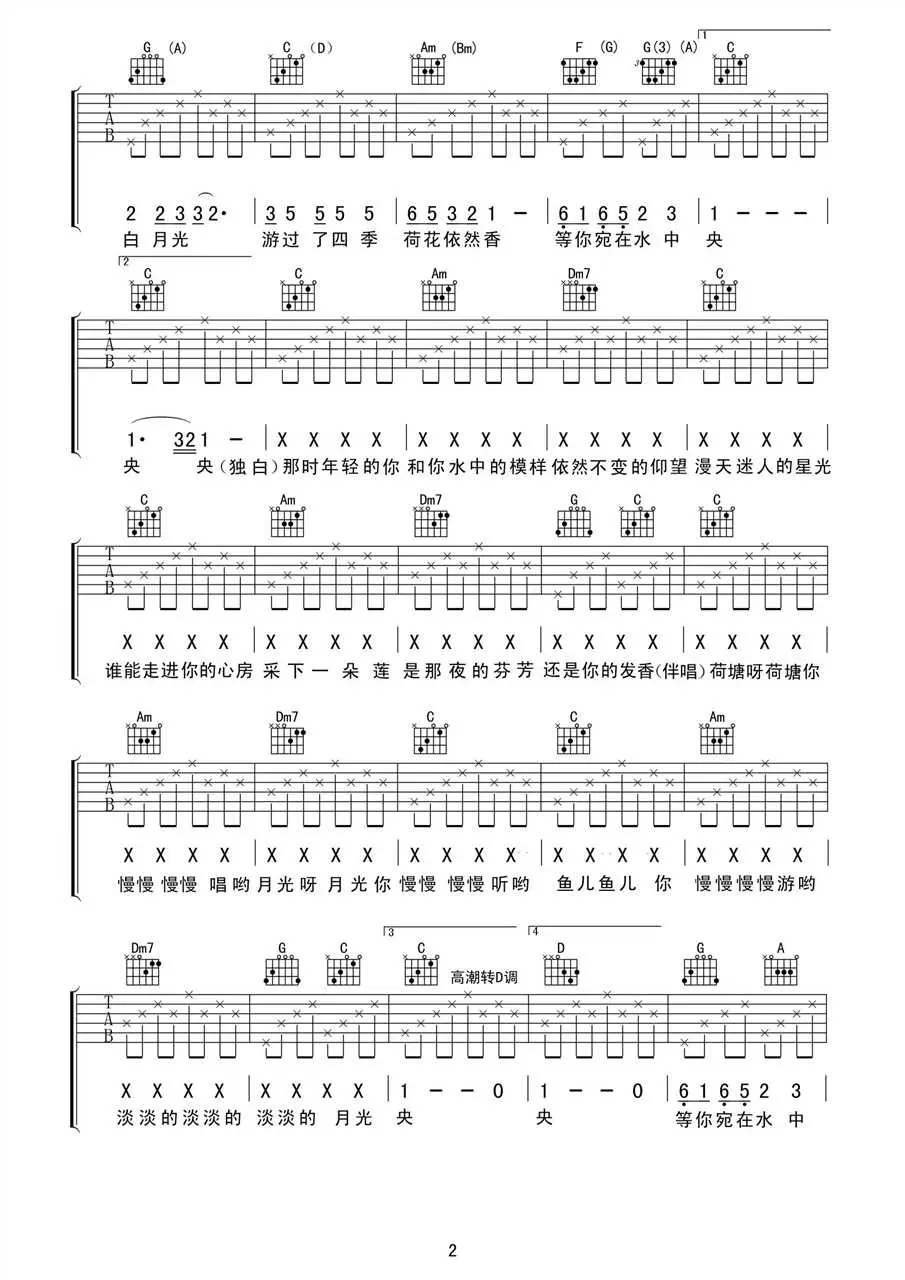 G (A) C (D) Am (Bm) F (G) G(3)(A) 1 C
3
T A B
2 2 3 3 2· | 3 5 5 5 5 | 6 5 3 2 1 - | 6 1 6 5 2 3 | 1 - - -
白 月光 游过 了四 季 荷花依然香 等你宛在水 中 央
2
C C Am Dm7 C
T A B
1· 3 2 1 - | X X X X | X X X X | X X X X | X X X X
央 央(独白)那时年轻的你 和你水中的模样 依然不变的仰望 漫天迷人的星光
C Am Dm7 G C C
T A B
X X X X | X X X X | X X X X | X X X X | X X X X
谁能走进你的心房 采下一朵莲 是那夜的芬芳 还是你的发香(伴唱)荷塘呀荷塘你
Am Dm7 C C Am
T A B
X X X X | X X X X | X X X X | X X X X | X X X X
慢慢 慢慢 唱哟 月光呀 月光你 慢慢 慢慢听哟 鱼儿鱼儿 你 慢慢慢慢游哟
3 4
Dm7 G C C 高潮转D调 D G A
T A B
X X X X | X X X X | 1 - - 0 | 1 - - 0 | 6 1 6 5 2 3
淡淡的淡淡的 淡淡的 月光 央 央 等你宛在水 中
2